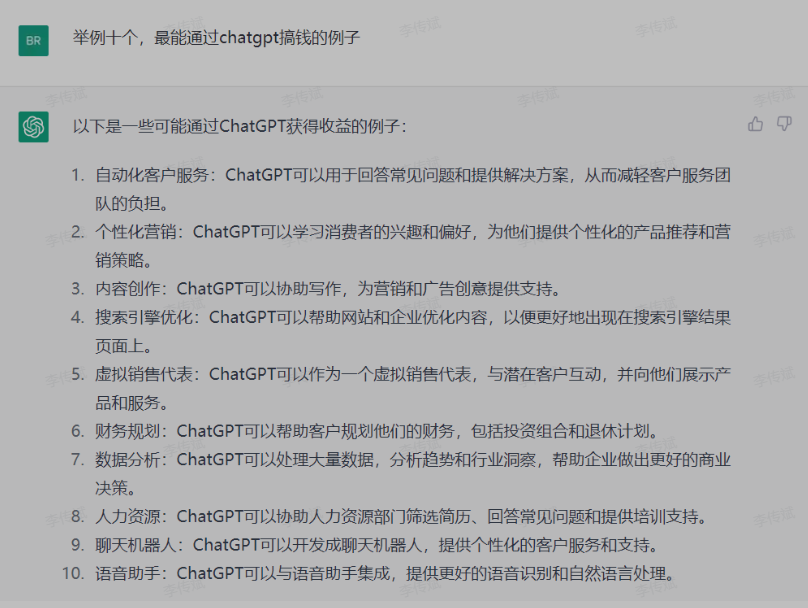 BR
举例十个，最能通过chatgpt搞钱的例子
以下是一些可能通过ChatGPT获得收益的例子：
1. 自动化客户服务：ChatGPT可以用于回答常见问题和提供解决方案，从而减轻客户服务团
队的负担。
2. 个性化营销：ChatGPT可以学习消费者的兴趣和偏好，为他们提供个性化的产品推荐和营
销策略。
3. 内容创作：ChatGPT可以协助写作，为营销和广告创意提供支持。
4. 搜索引擎优化：ChatGPT可以帮助网站和企业优化内容，以便更好地出现在搜索引擎结果
页面上。
5. 虚拟销售代表：ChatGPT可以作为一个虚拟销售代表，与潜在客户互动，并向他们展示产
品和服务。
6. 财务规划：ChatGPT可以帮助客户规划他们的财务，包括投资组合和退休计划。
7. 数据分析：ChatGPT可以处理大量数据，分析趋势和行业洞察，帮助企业做出更好的商业
决策。
8. 人力资源：ChatGPT可以协助人力资源部门筛选简历、回答常见问题和提供培训支持。
9. 聊天机器人：ChatGPT可以开发成聊天机器人，提供个性化的客户服务和支持。
10. 语音助手：ChatGPT可以与语音助手集成，提供更好的语音识别和自然语言处理。